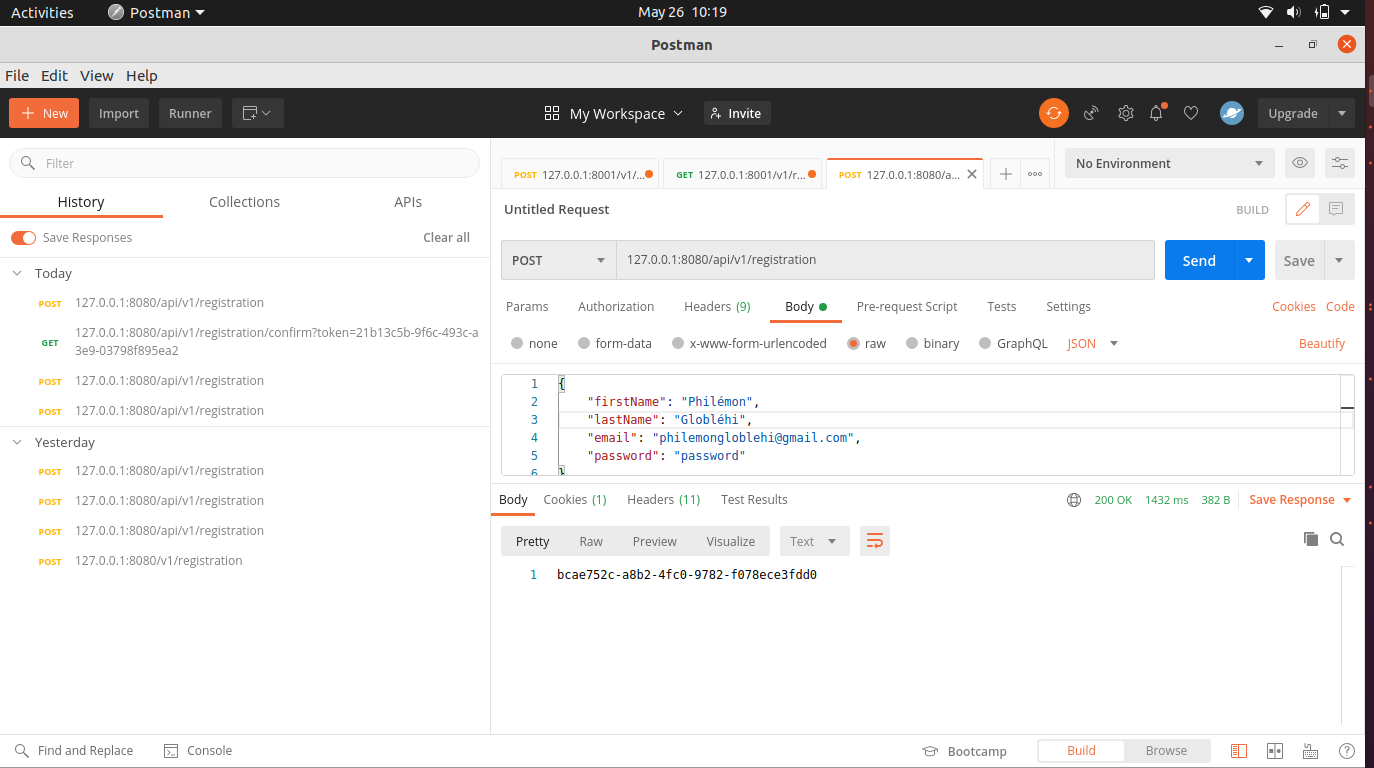 Activities Postman May 26 10:19
Postman
File Edit View Help
New Import Runner My Workspace Invite Upgrade
Filter
History Collections APIs
Save Responses Clear all
Today
POST 127.0.0.1:8080/api/v1/registration
GET 127.0.0.1:8080/api/v1/registration/confirm?token=21b13c5b-9f6c-493c-a
3e9-03798f895ea2
POST 127.0.0.1:8080/api/v1/registration
POST 127.0.0.1:8080/api/v1/registration
Yesterday
POST 127.0.0.1:8080/api/v1/registration
POST 127.0.0.1:8080/api/v1/registration
POST 127.0.0.1:8080/api/v1/registration
POST 127.0.0.1:8080/v1/registration
POST 127.0.0.1:8001/v1/... GET 127.0.0.1:8001/v1/r... POST 127.0.0.1:8080/a... No Environment
Untitled Request BUILD
POST 127.0.0.1:8080/api/v1/registration Send Save
Params Authorization Headers (9) Body Pre-request Script Tests Settings Cookies Code
none form-data x-www-form-urlencoded raw binary GraphQL JSON Beautify
1 {
2 "firstName": "Philémon",
3 "lastName": "Globléhi",
4 "email": "philemongloblehi@gmail.com",
5 "password": "password"
6 }
Body Cookies (1) Headers (11) Test Results 200 OK 1432 ms 382 B Save Response
Pretty Raw Preview Visualize Text
1 bcae752c-a8b2-4fc0-9782-f078ece3fdd0
Find and Replace Console Bootcamp Build Browse